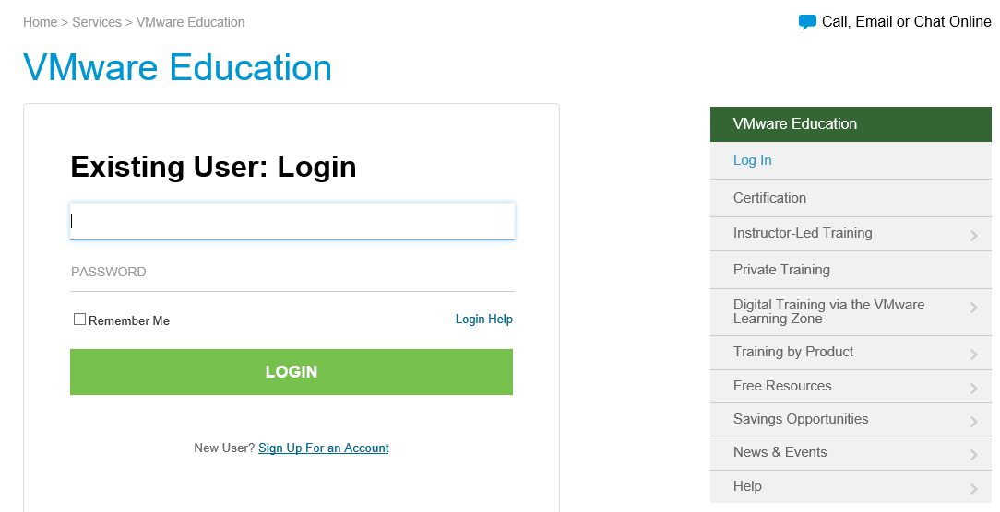 Home > Services > VMware Education
Call, Email or Chat Online
VMware Education
Existing User: Login
PASSWORD
Remember Me
Login Help
LOGIN
New User? Sign Up For an Account
VMware Education
Log In
Certification
Instructor-Led Training
Private Training
Digital Training via the VMware
Learning Zone
Training by Product
Free Resources
Savings Opportunities
News & Events
Help